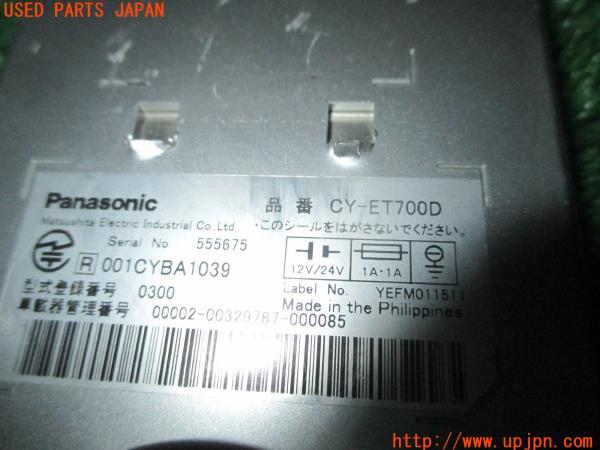 USED PARTS JAPAN
Panasonic
品 番 CY-ET700D
Matsushita Electric Industrial Co.,Ltd.
・このシールをはがさないでください。
Serial No. 555675
R 001CYBA1039
12V/24V
1A・1A
型式登録番号 0300
Label No. YEFM011511
Made in the Philippines
車載器管理番号 00002-00329787-000085
http://www.upjpn.com/